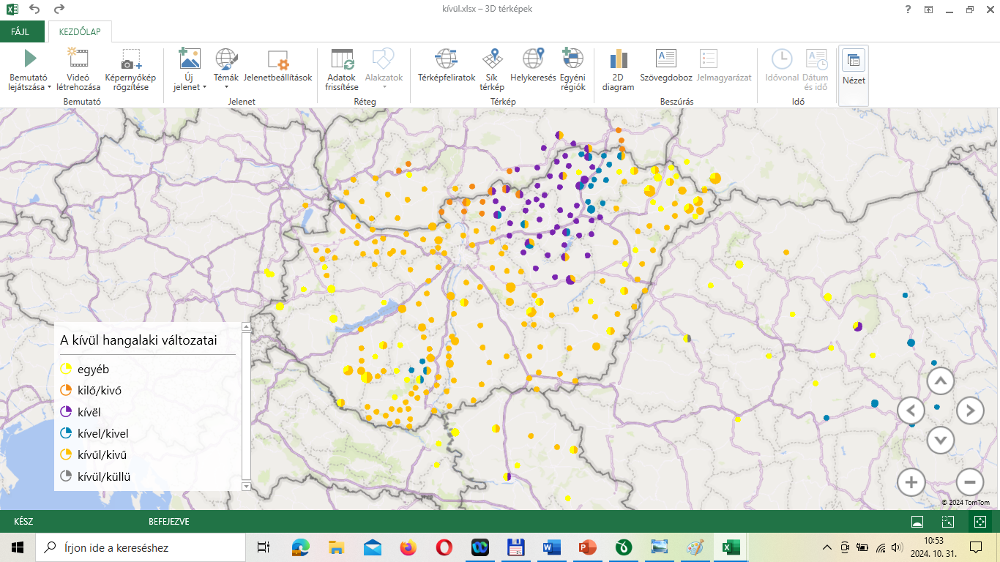 kívül.xlsx – 3D térképek
?
FÁJL
KEZDŐLAP
Bemutató
lejátszása
Videó
létrehozása
Képernyőkép
rögzítése
Bemutató
Új
jelenet
Témák
Jelenetbeállítások
Jelenet
Adatok
frissítése
Alakzatok
Réteg
Térképfeliratok
Sík
térkép
Helykeresés
Egyéni
régiók
Térkép
2D
diagram
Szövegdoboz
Jelmagyarázat
Beszúrás
Idővonal
Dátum
és idő
Idő
Nézet
A kívül hangalaki változatai
egyéb
kilő/kivő
kívël
kível/kivel
kívűl/kivű
kívül/küllü
© 2024 TomTom
KÉSZ
BEFEJEZVE
Írjon ide a kereséshez
10:53
2024. 10. 31.